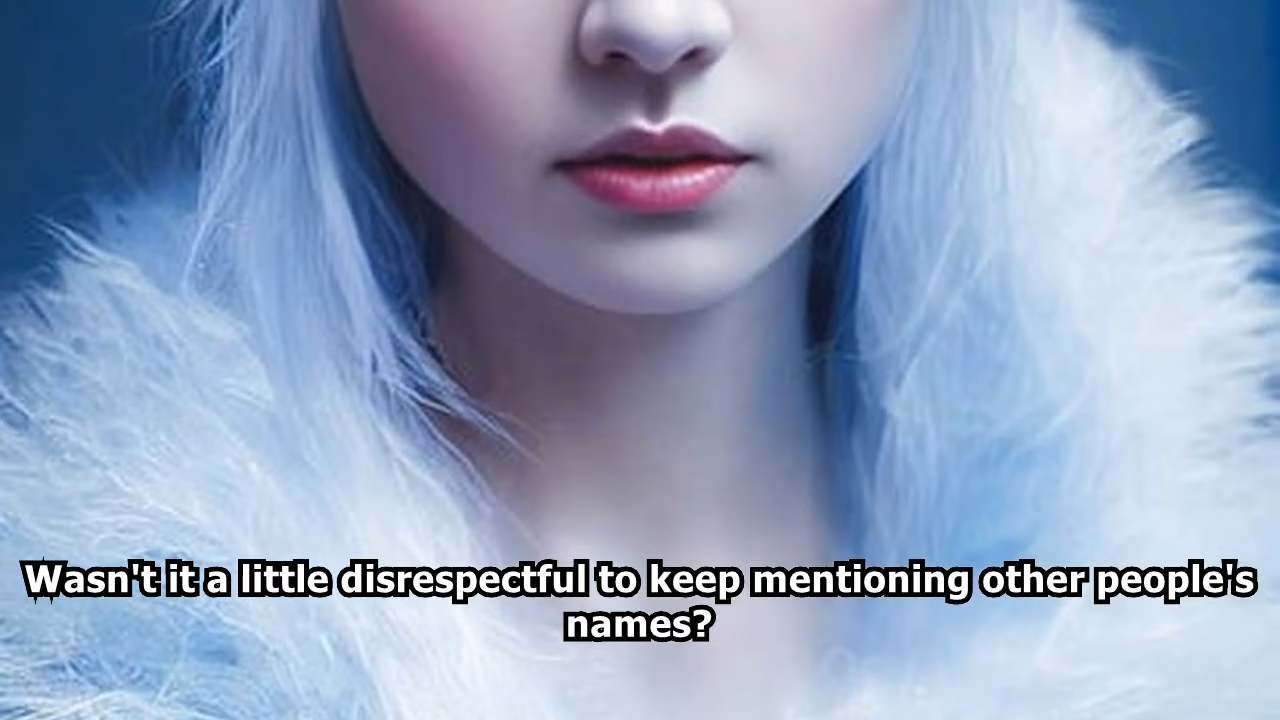 Wasn't it a little disrespectful to keep mentioning other people's
names?